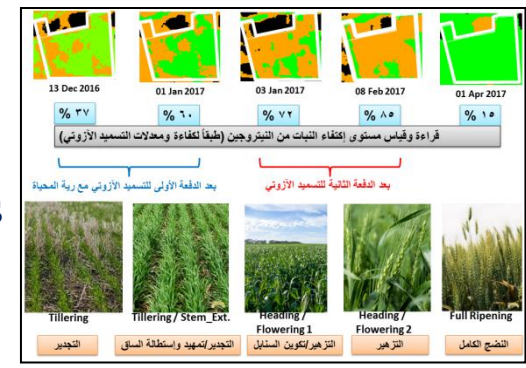 13 Dec 2016
01 Jan 2017
03 Jan 2017
08 Feb 2017
01 Apr 2017
% ٣٧
% ٦٠
% ٧٢
% ٨٥
% ١٥
قراءة وقياس مستوى إكتفاء النبات من النيتروجين (طبقاً لكفاءة ومعدلات التسميد الأزوتي)
بعد الدفعة الأولى للتسميد الأزوتي مع رية المحياة
بعد الدفعة الثانية للتسميد الآزوتي
Tillering
Tillering / Stem_Ext.
Heading /
Flowering 1
Heading /
Flowering 2
Full Ripening
التجدير
التجدير/تمهيد وإستطالة الساق
التزهير/تكوين السنابل
التزهير
النضج الكامل